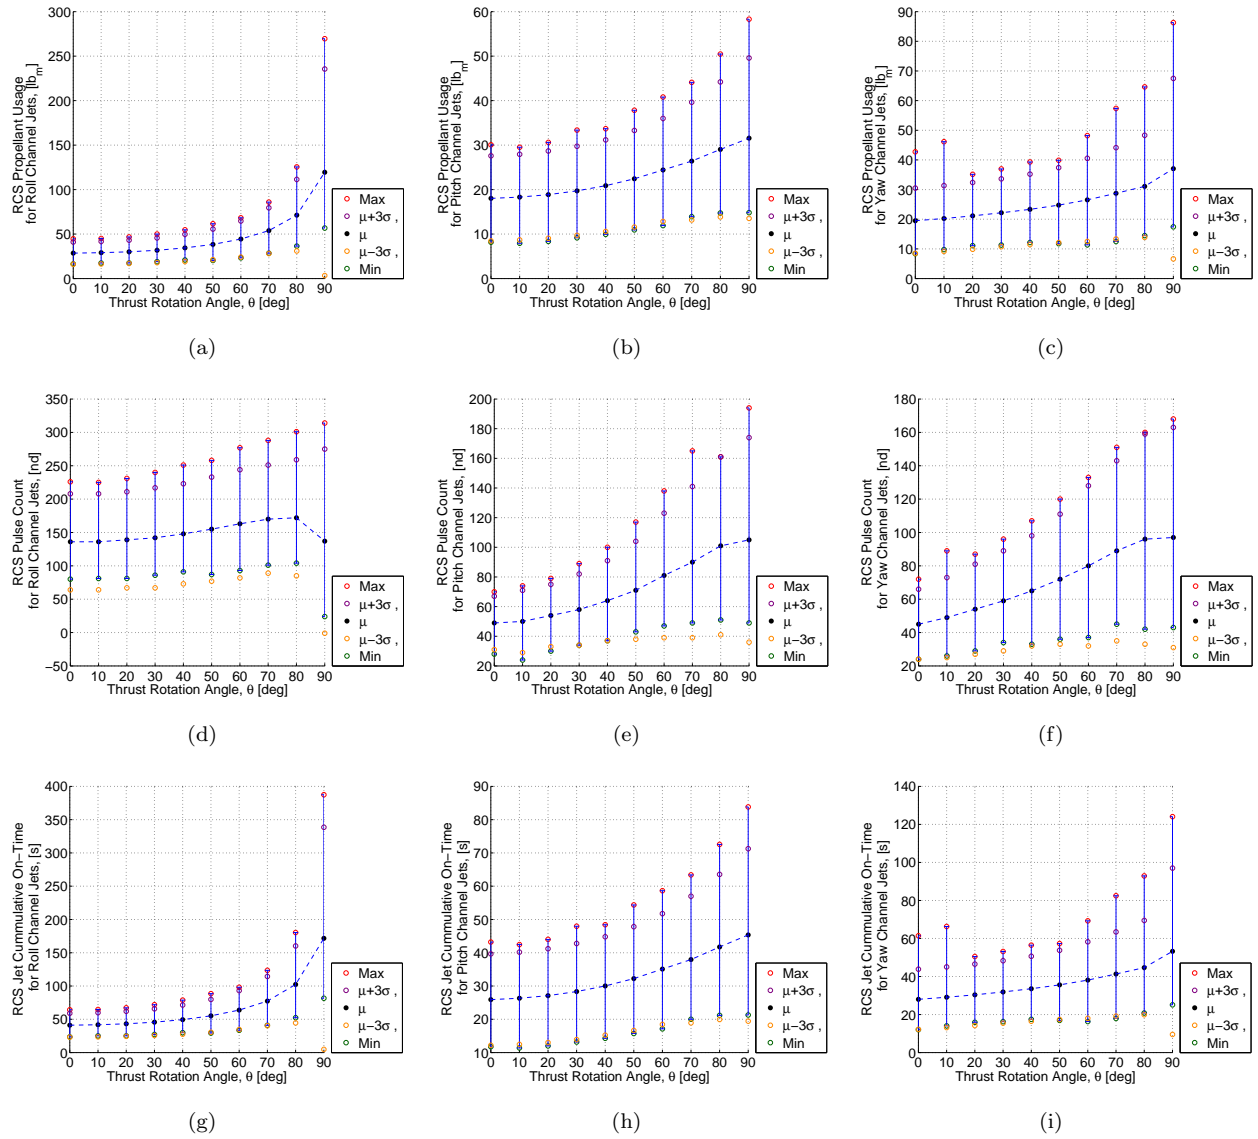 RCS Propellant Usage
for Roll Channel Jets, [lbm]
300
250
200
150
100
50
0
0 10 20 30 40 50 60 70 80 90
Thrust Rotation Angle, θ [deg]
Max
μ+3σ ,
μ
μ−3σ ,
Min
(a)
RCS Propellant Usage
for Pitch Channel Jets, [lbm]
60
50
40
30
20
10
0
0 10 20 30 40 50 60 70 80 90
Thrust Rotation Angle, θ [deg]
Max
μ+3σ ,
μ
μ−3σ ,
Min
(b)
RCS Propellant Usage
for Yaw Channel Jets, [lbm]
90
80
70
60
50
40
30
20
10
0
0 10 20 30 40 50 60 70 80 90
Thrust Rotation Angle, θ [deg]
Max
μ+3σ ,
μ
μ−3σ ,
Min
(c)
RCS Pulse Count
for Roll Channel Jets, [nd]
350
300
250
200
150
100
50
0
−50
0 10 20 30 40 50 60 70 80 90
Thrust Rotation Angle, θ [deg]
Max
μ+3σ ,
μ
μ−3σ ,
Min
(d)
RCS Pulse Count
for Pitch Channel Jets, [nd]
200
180
160
140
120
100
80
60
40
20
0 10 20 30 40 50 60 70 80 90
Thrust Rotation Angle, θ [deg]
Max
μ+3σ ,
μ
μ−3σ ,
Min
(e)
RCS Pulse Count
for Yaw Channel Jets, [nd]
180
160
140
120
100
80
60
40
20
0 10 20 30 40 50 60 70 80 90
Thrust Rotation Angle, θ [deg]
Max
μ+3σ ,
μ
μ−3σ ,
Min
(f)
RCS Jet Cummulative On−Time
for Roll Channel Jets, [s]
400
350
300
250
200
150
100
50
0
0 10 20 30 40 50 60 70 80 90
Thrust Rotation Angle, θ [deg]
Max
μ+3σ ,
μ
μ−3σ ,
Min
(g)
RCS Jet Cummulative On−Time
for Pitch Channel Jets, [s]
90
80
70
60
50
40
30
20
10
0 10 20 30 40 50 60 70 80 90
Thrust Rotation Angle, θ [deg]
Max
μ+3σ ,
μ
μ−3σ ,
Min
(h)
RCS Jet Cummulative On−Time
for Yaw Channel Jets, [s]
140
120
100
80
60
40
20
0
0 10 20 30 40 50 60 70 80 90
Thrust Rotation Angle, θ [deg]
Max
μ+3σ ,
μ
μ−3σ ,
Min
(i)